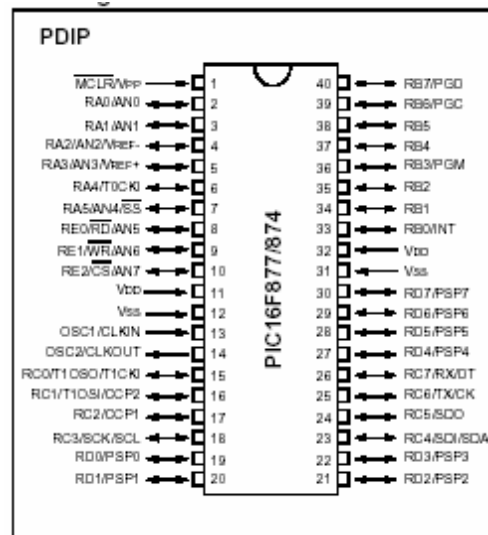 PDIP
MCLR/VPP 1 40 RB7/PGD
RA0/AN0 2 39 RB6/PGC
RA1/AN1 3 38 RB5
RA2/AN2/VREF- 4 37 RB4
RA3/AN3/VREF+ 5 36 RB3/PGM
RA4/T0CKI 6 35 RB2
RA5/AN4/SS 7 34 RB1
RE0/RD/AN5 8 33 RB0/INT
RE1/WR/AN6 9 32 VDD
RE2/CS/AN7 10 31 VSS
VDD 11 30 RD7/PSP7
VSS 12 29 RD6/PSP6
OSC1/CLKIN 13 28 RD5/PSP5
OSC2/CLKOUT 14 27 RD4/PSP4
RC0/T1OSO/T1CKI 15 26 RC7/RX/DT
RC1/T1OSI/CCP2 16 25 RC6/TX/CK
RC2/CCP1 17 24 RC5/SDO
RC3/SCK/SCL 18 23 RC4/SDI/SDA
RD0/PSP0 19 22 RD3/PSP3
RD1/PSP1 20 21 RD2/PSP2
PIC16F877/874